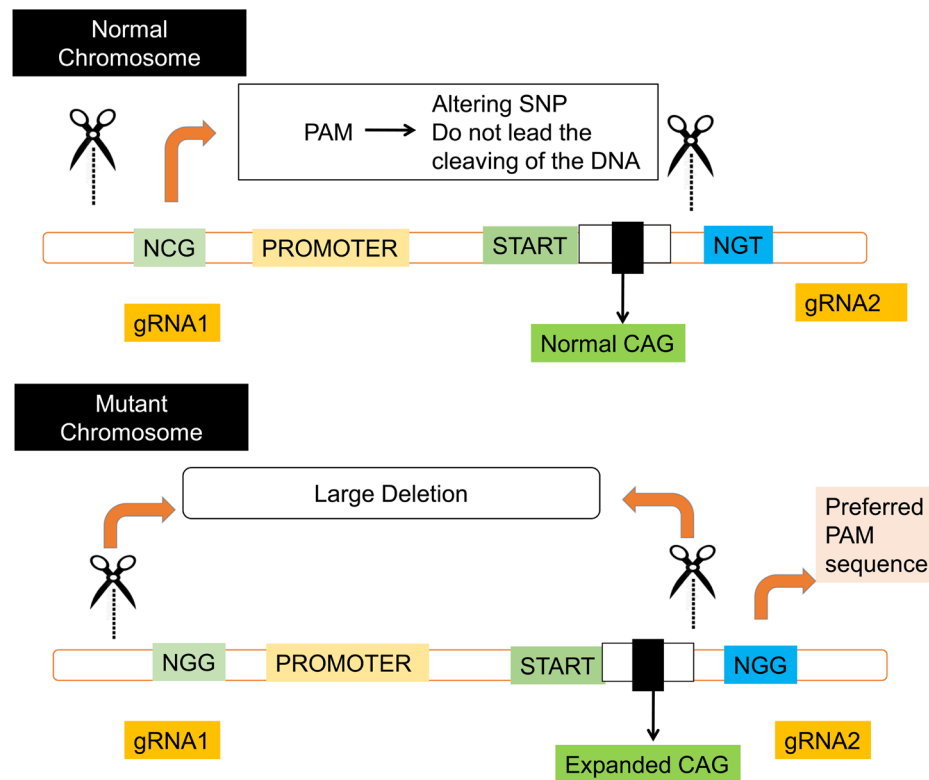 Normal
Chromosome
PAM
Altering SNP
Do not lead the
cleaving of the DNA
NCG
PROMOTER
START
NGT
gRNA1
gRNA2
Normal CAG
Mutant
Chromosome
Large Deletion
Preferred
PAM
sequence
NGG
PROMOTER
START
NGG
gRNA1
gRNA2
Expanded CAG